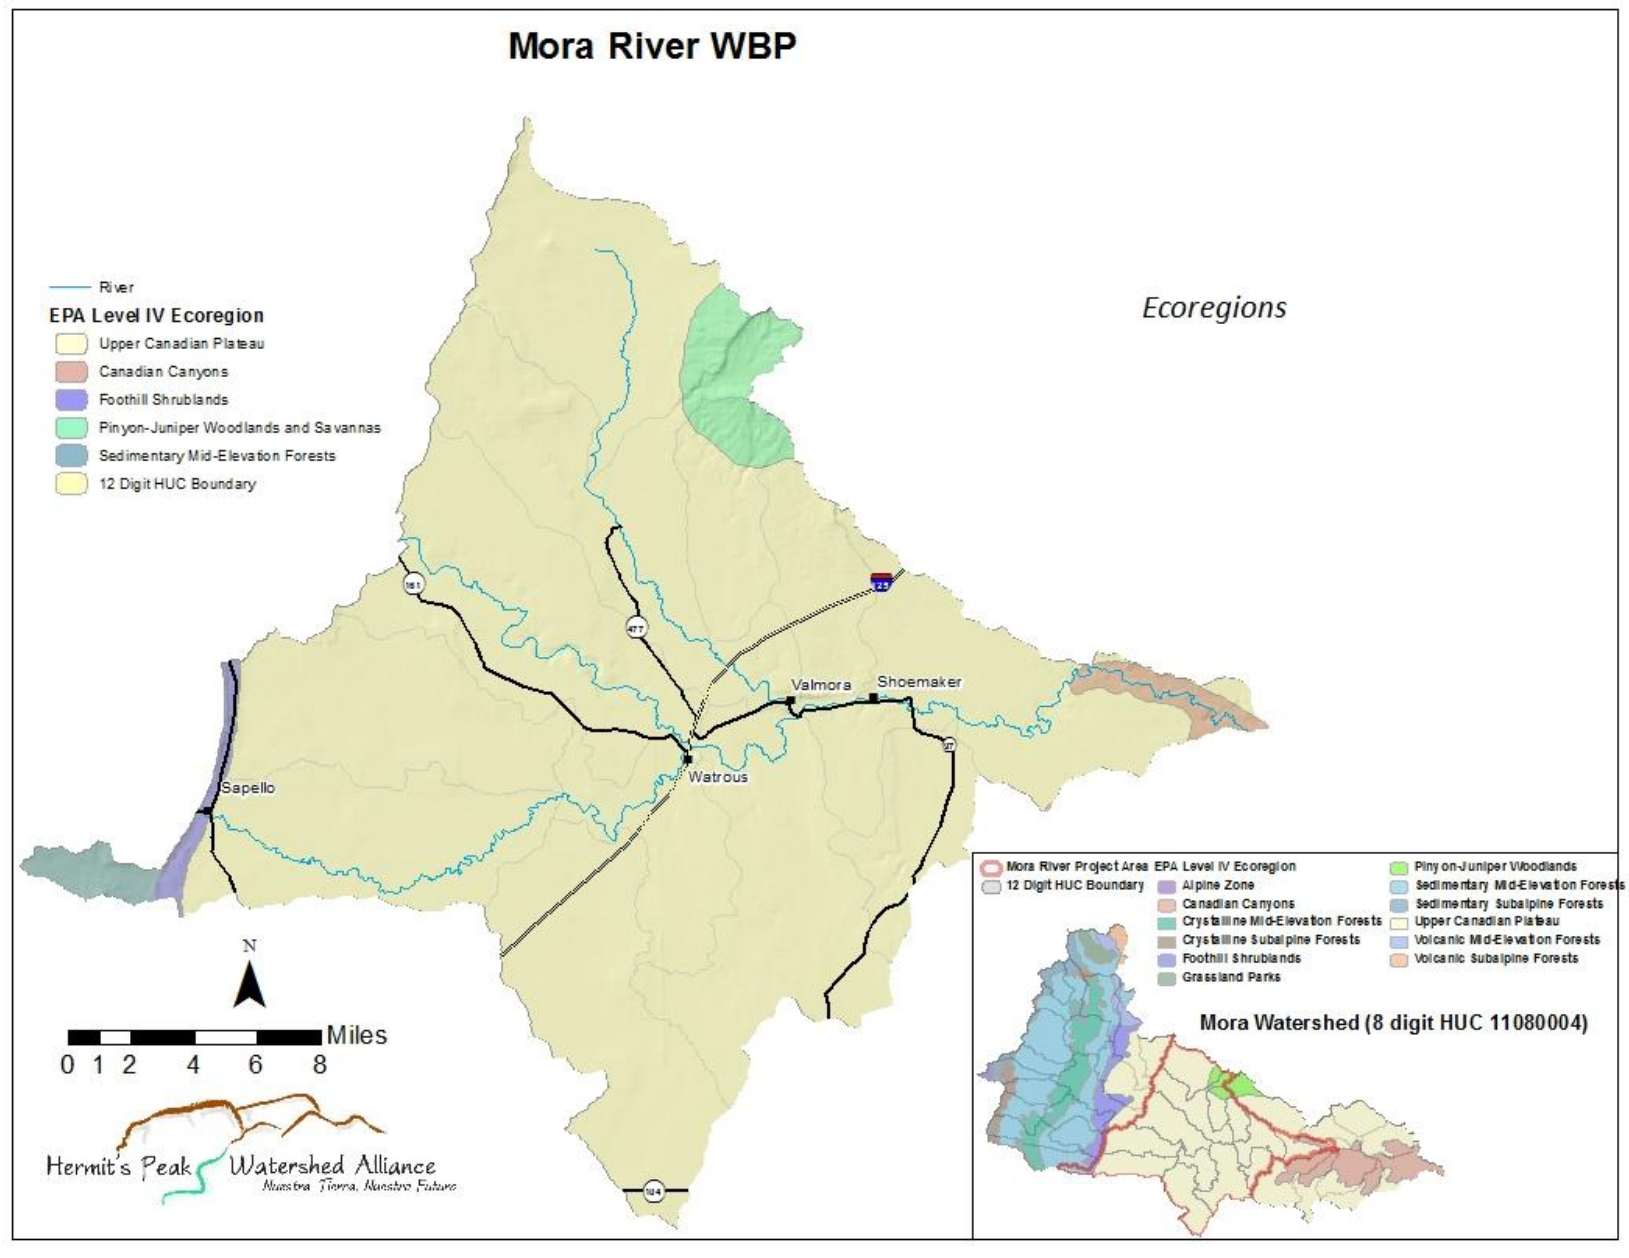 Mora River WBP
Ecoregions
River
EPA Level IV Ecoregion
Upper Canadian Plateau
Canadian Canyons
Foothill Shrublands
Pinyon-Juniper Woodlands and Savannas
Sedimentary Mid-Elevation Forests
12 Digit HUC Boundary
161
477
25
Valmora
Shoemaker
97
Watrous
Sapello
N
Miles
0 1 2 4 6 8
Hermit's Peak Watershed Alliance
Nuestra Tierra, Nuestro Futuro
Mora River Project Area
12 Digit HUC Boundary
EPA Level IV Ecoregion
Alpine Zone
Canadian Canyons
Crystalline Mid-Elevation Forests
Crystalline Subalpine Forests
Foothill Shrublands
Grassland Parks
Pinyon-Juniper Woodlands
Sedimentary Mid-Elevation Forests
Sedimentary Subalpine Forests
Upper Canadian Plateau
Volcanic Mid-Elevation Forests
Volcanic Subalpine Forests
Mora Watershed (8 digit HUC 11080004)